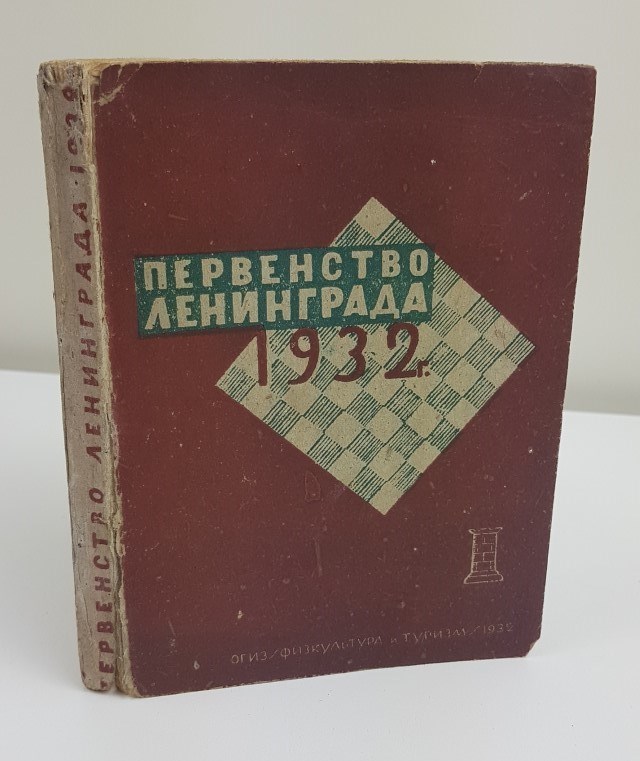 ПЕРВЕНСТВО
ЛЕНИНГРАДА
1932г.
ОГИЗ/ФИЗКУЛЬТУРА и ТУРИЗМ/1932
ПЕРВЕНСТВО ЛЕНИНГРАДА · 1932